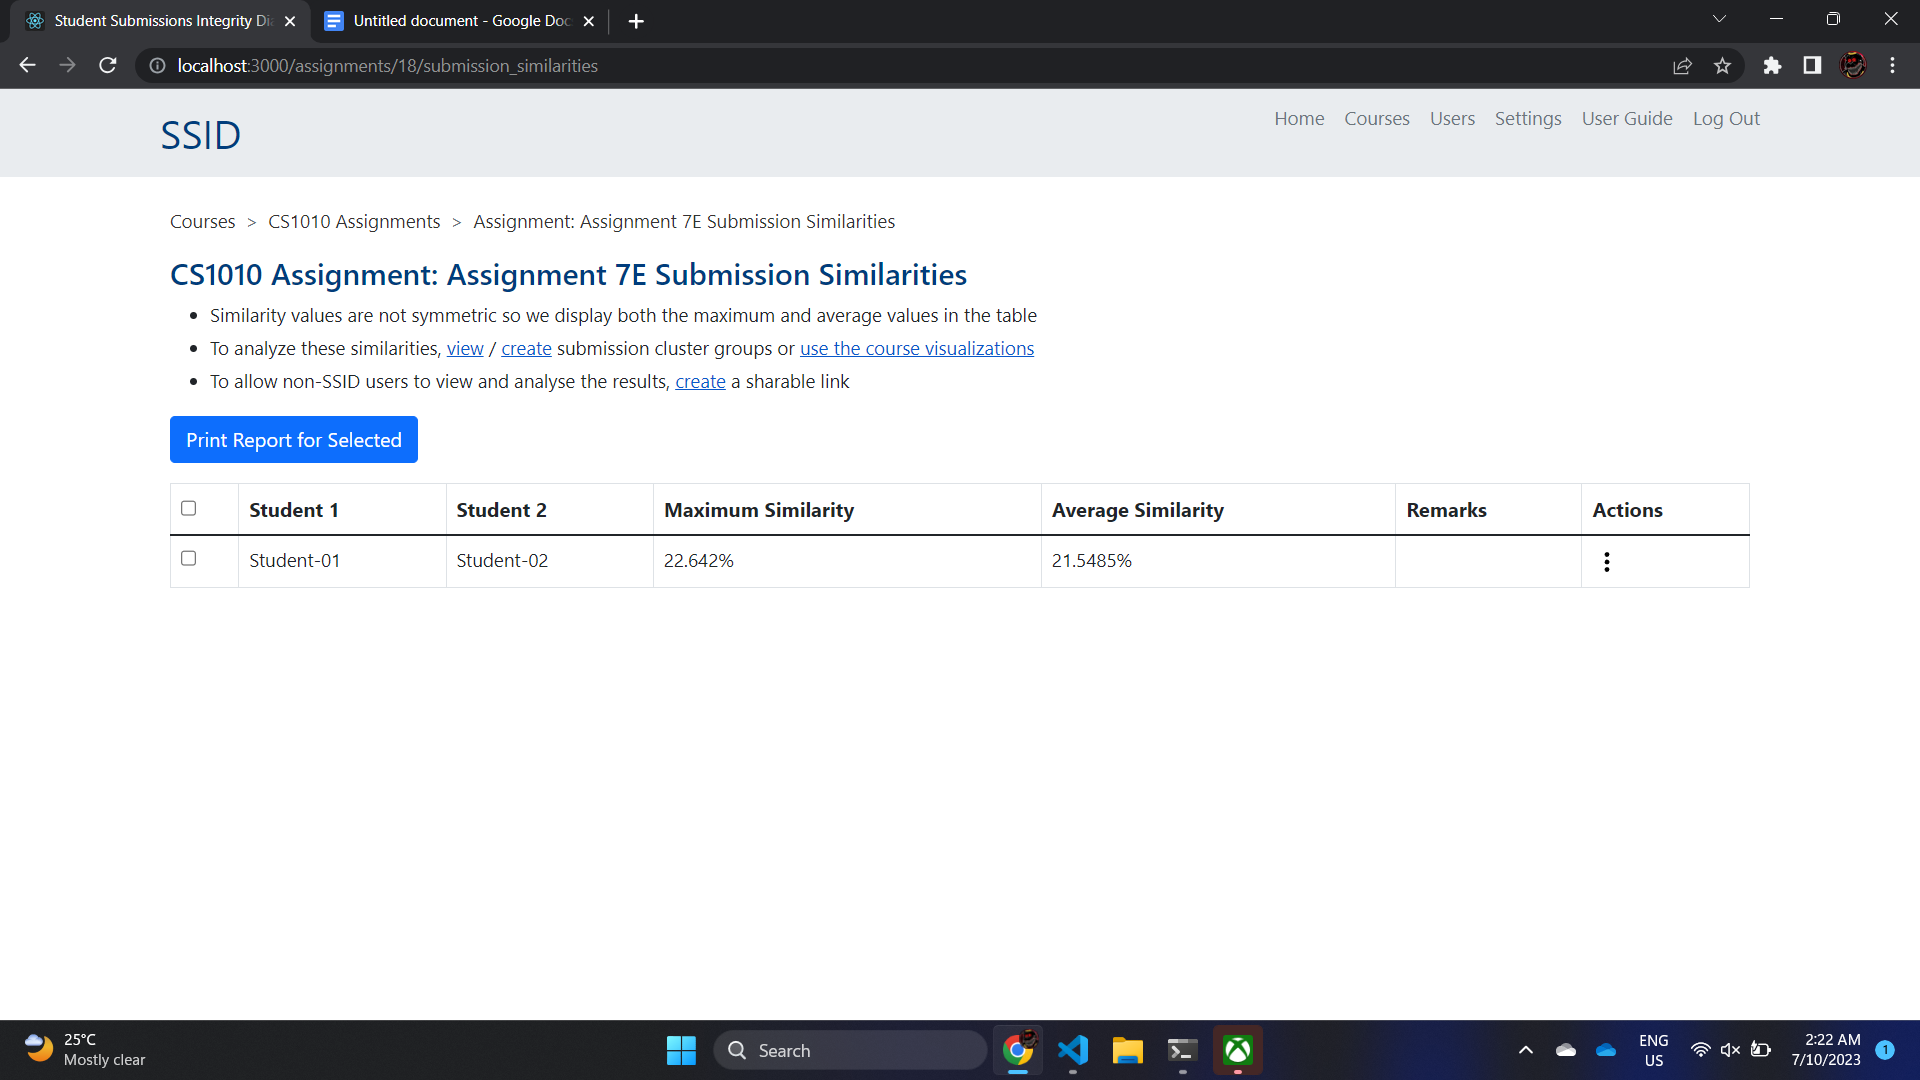 Student Submissions Integrity Dia
Untitled document - Google Doc
localhost:3000/assignments/18/submission_similarities
SSID
Home Courses Users Settings User Guide Log Out
Courses > CS1010 Assignments > Assignment: Assignment 7E Submission Similarities
CS1010 Assignment: Assignment 7E Submission Similarities
• Similarity values are not symmetric so we display both the maximum and average values in the table
• To analyze these similarities, view / create submission cluster groups or use the course visualizations
• To allow non-SSID users to view and analyse the results, create a sharable link
Print Report for Selected
Student 1 Student 2 Maximum Similarity Average Similarity Remarks Actions
Student-01 Student-02 22.642% 21.5485%
25°C
Mostly clear
Search
ENG
US
2:22 AM
7/10/2023
1